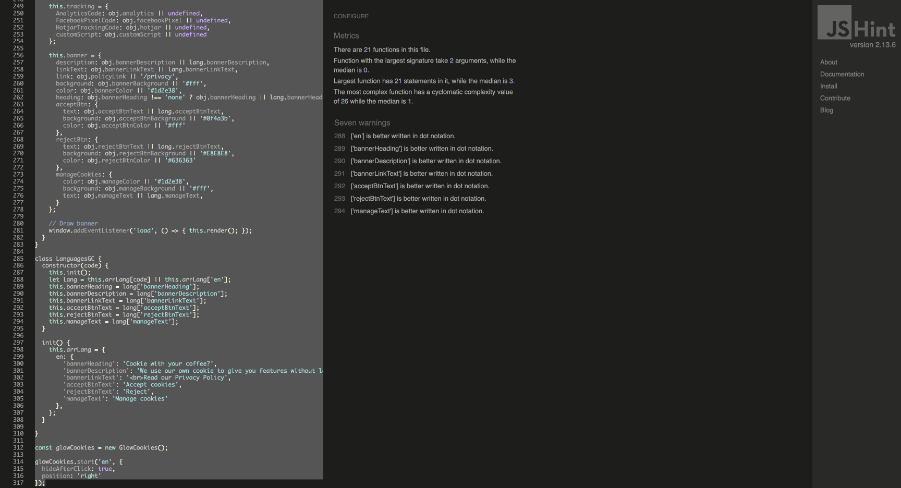 249 this.tracking = {
250 AnalyticsCode: obj.analytics || undefined,
251 FacebookPixelCode: obj.facebookPixel || undefined,
252 HotjarTrackingCode: obj.hotjar || undefined,
253 customScript: obj.customScript || undefined
254 };
255
256 this.banner = {
257 description: obj.bannerDescription || lang.bannerDescription,
258 linkText: obj.bannerLinkText || lang.bannerLinkText,
259 link: obj.policyLink || '/privacy',
260 background: obj.bannerBackground || '#fff',
261 color: obj.bannerColor || '#1d2e38',
262 heading: obj.bannerHeading !== 'none' ? obj.bannerHeading || lang.bannerHead
263 acceptBtn: {
264 text: obj.acceptBtnText || lang.acceptBtnText,
265 background: obj.acceptBtnBackground || '#0f4a3b',
266 color: obj.acceptBtnColor || '#fff'
267 },
268 rejectBtn: {
269 text: obj.rejectBtnText || lang.rejectBtnText,
270 background: obj.rejectBtnBackground || '#E8E8E8',
271 color: obj.rejectBtnColor || '#636363'
272 },
273 manageCookies: {
274 color: obj.manageColor || '#1d2e38',
275 background: obj.manageBackground || '#fff',
276 text: obj.manageText || lang.manageText,
277 }
278 };
279
280 // Draw banner
281 window.addEventListener('load', () => { this.render(); });
282 }
283 }
284
285 class LanguagesGC {
286 constructor(code) {
287 this.init();
288 let lang = this.arrLang[code] || this.arrLang['en'];
289 this.bannerHeading = lang['bannerHeading'];
290 this.bannerDescription = lang['bannerDescription'];
291 this.bannerLinkText = lang['bannerLinkText'];
292 this.acceptBtnText = lang['acceptBtnText'];
293 this.rejectBtnText = lang['rejectBtnText'];
294 this.manageText = lang['manageText'];
295 }
296
297 init() {
298 this.arrLang = {
299 en: {
300 'bannerHeading': 'Cookie with your coffee?',
301 'bannerDescription': 'We use our own cookie to give you features without l
302 'bannerLinkText': '<br>Read our Privacy Policy',
303 'acceptBtnText': 'Accept cookies',
304 'rejectBtnText': 'Reject',
305 'manageText': 'Manage cookies'
306 },
307 };
308 }
309
310 }
311
312 const glowCookies = new GlowCookies();
313
314 glowCookies.start('en', {
315 hideAfterClick: true,
316 position: 'right'
317 });
CONFIGURE
Metrics
There are 21 functions in this file.
Function with the largest signature take 2 arguments, while the
median is 0.
Largest function has 21 statements in it, while the median is 3.
The most complex function has a cyclomatic complexity value
of 26 while the median is 1.
Seven warnings
288 ['en'] is better written in dot notation.
289 ['bannerHeading'] is better written in dot notation.
290 ['bannerDescription'] is better written in dot notation.
291 ['bannerLinkText'] is better written in dot notation.
292 ['acceptBtnText'] is better written in dot notation.
293 ['rejectBtnText'] is better written in dot notation.
294 ['manageText'] is better written in dot notation.
JSHint
version 2.13.6
About
Documentation
Install
Contribute
Blog